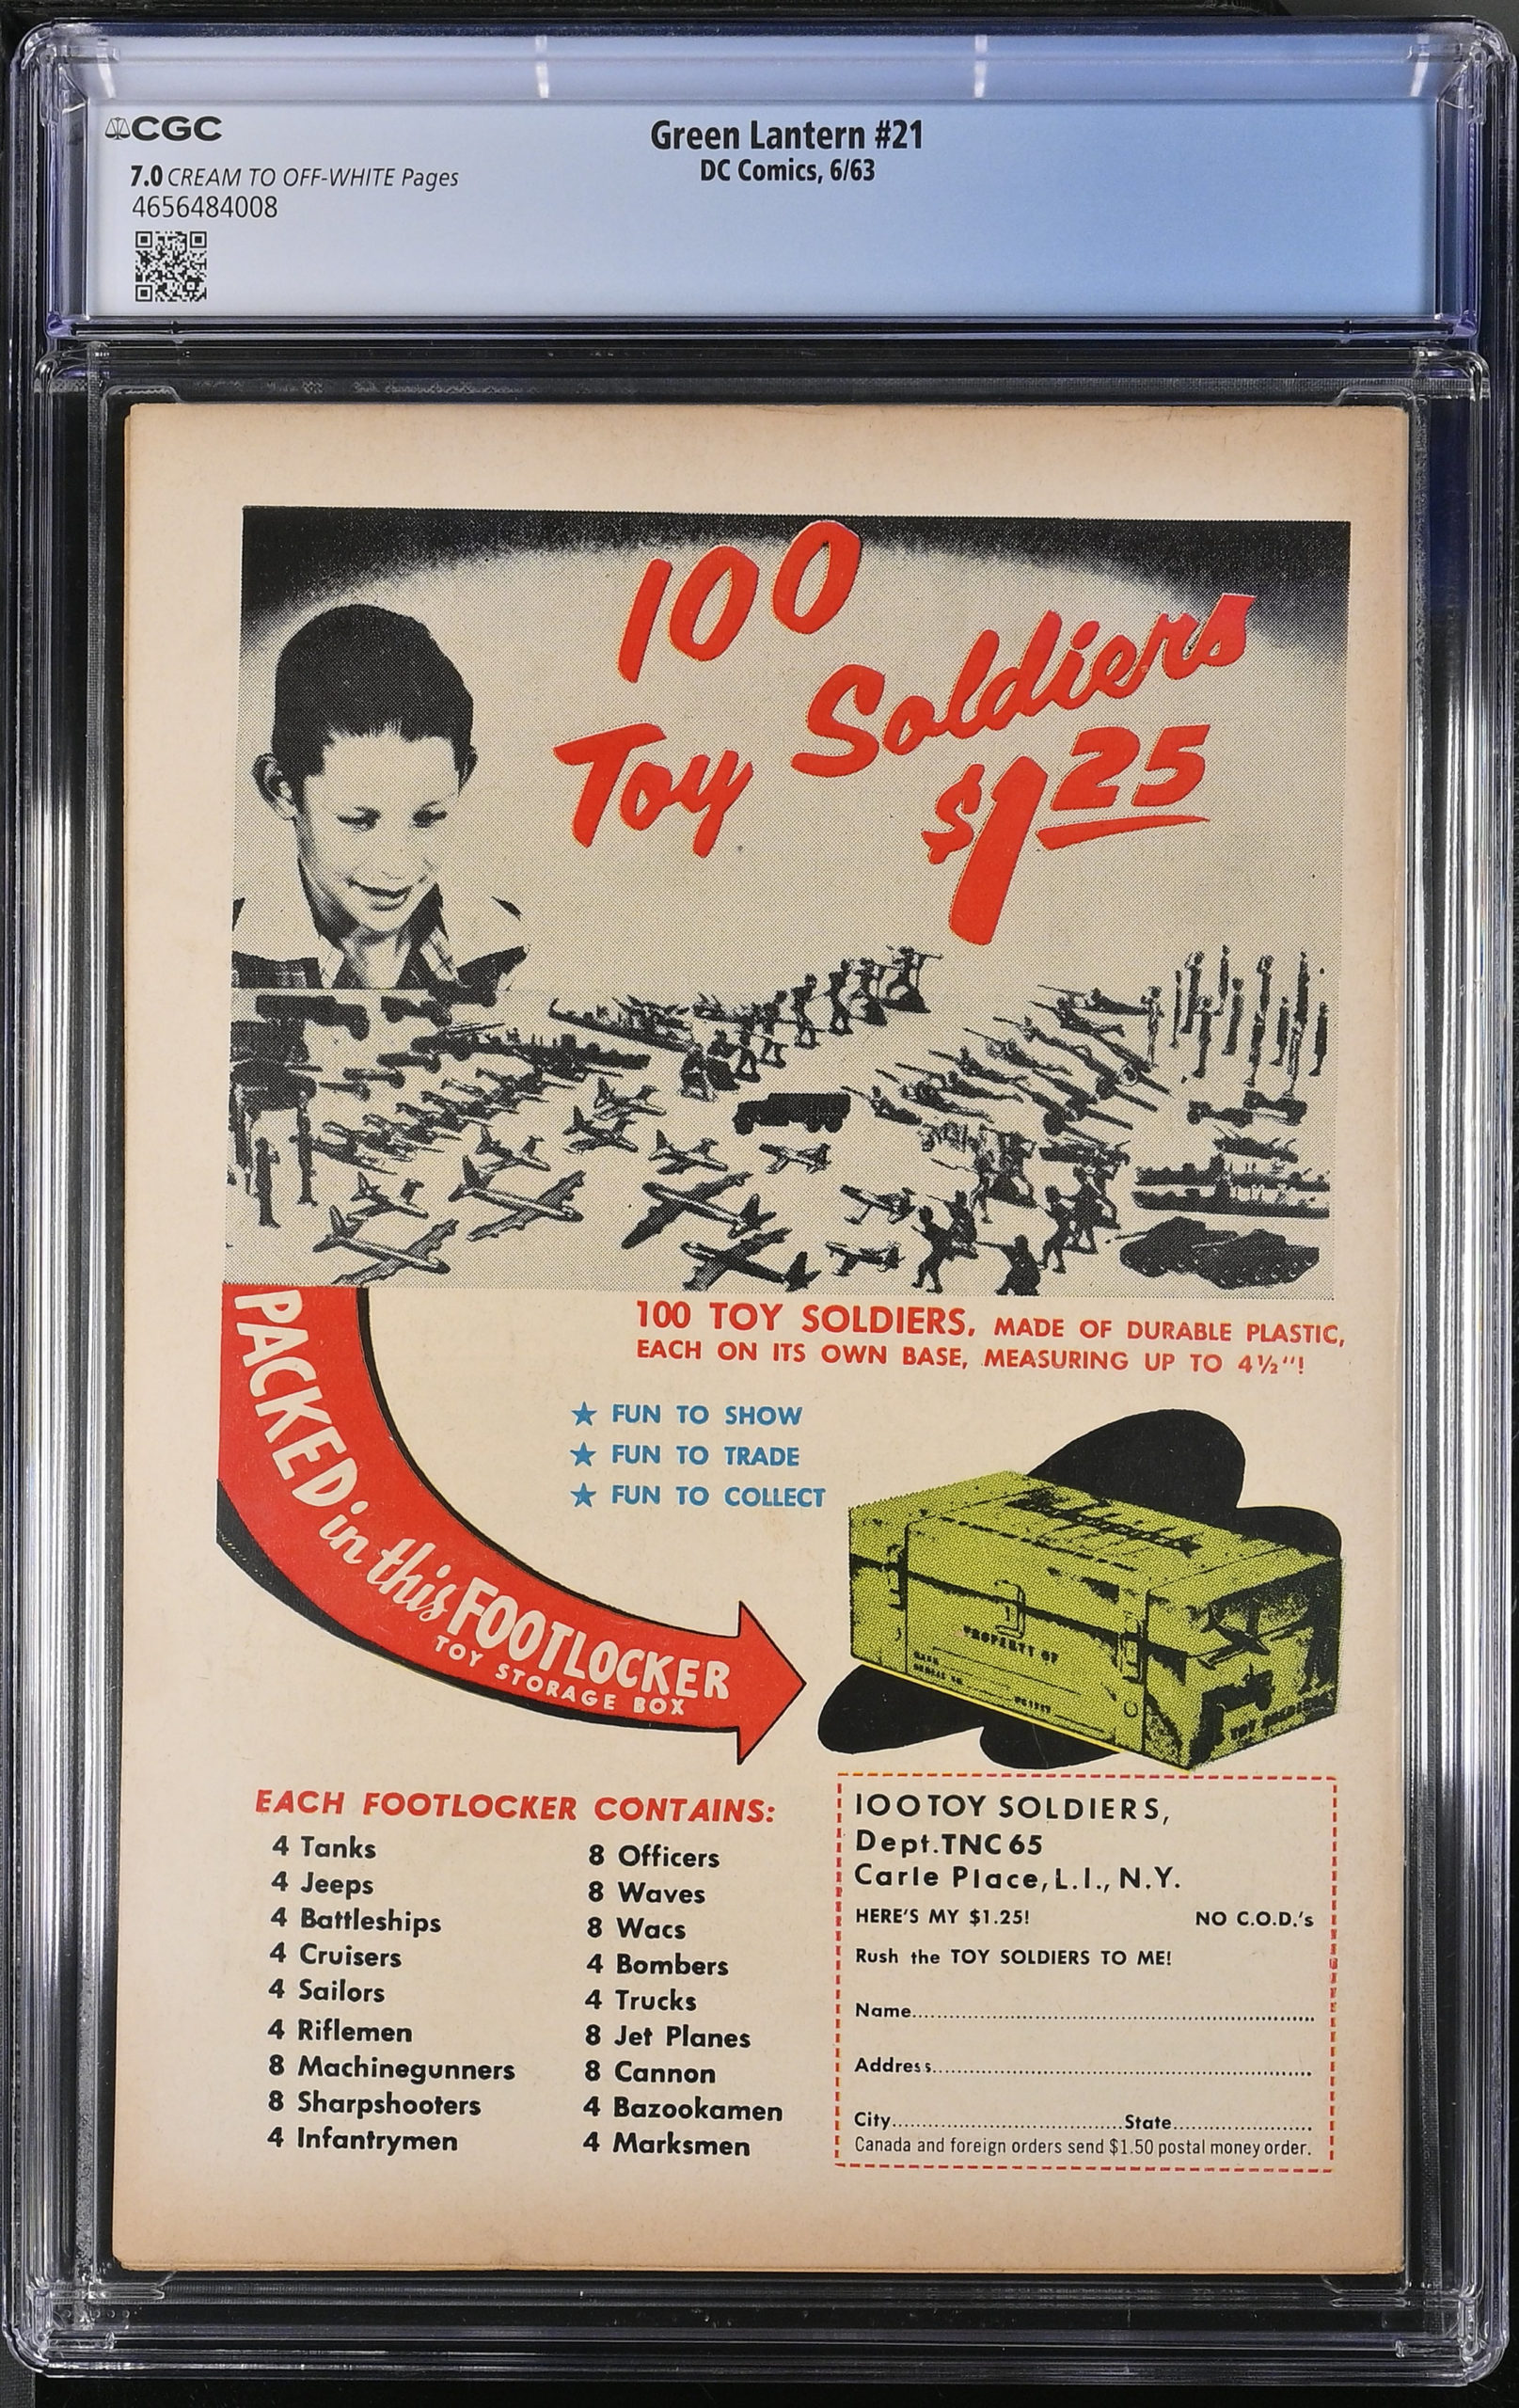 CGC
Green Lantern #21
DC Comics, 6/63
7.0 CREAM TO OFF-WHITE Pages
4656484008
100
Toy Soldiers
$1 25
100 TOY SOLDIERS, MADE OF DURABLE PLASTIC,
EACH ON ITS OWN BASE, MEASURING UP TO 4½"!
★ FUN TO SHOW
★ FUN TO TRADE
★ FUN TO COLLECT
PACKED in this FOOTLOCKER
TOY STORAGE BOX
PROPERTY OF
EACH FOOTLOCKER CONTAINS:
4 Tanks
4 Jeeps
4 Battleships
4 Cruisers
4 Sailors
4 Riflemen
8 Machinegunners
8 Sharpshooters
4 Infantrymen
8 Officers
8 Waves
8 Wacs
4 Bombers
4 Trucks
8 Jet Planes
8 Cannon
4 Bazookamen
4 Marksmen
100 TOY SOLDIERS,
Dept. TNC 65
Carle Place, L.I., N.Y.
HERE'S MY $1.25! NO C.O.D.'s
Rush the TOY SOLDIERS TO ME!
Name
Address
City State
Canada and foreign orders send $1.50 postal money order.